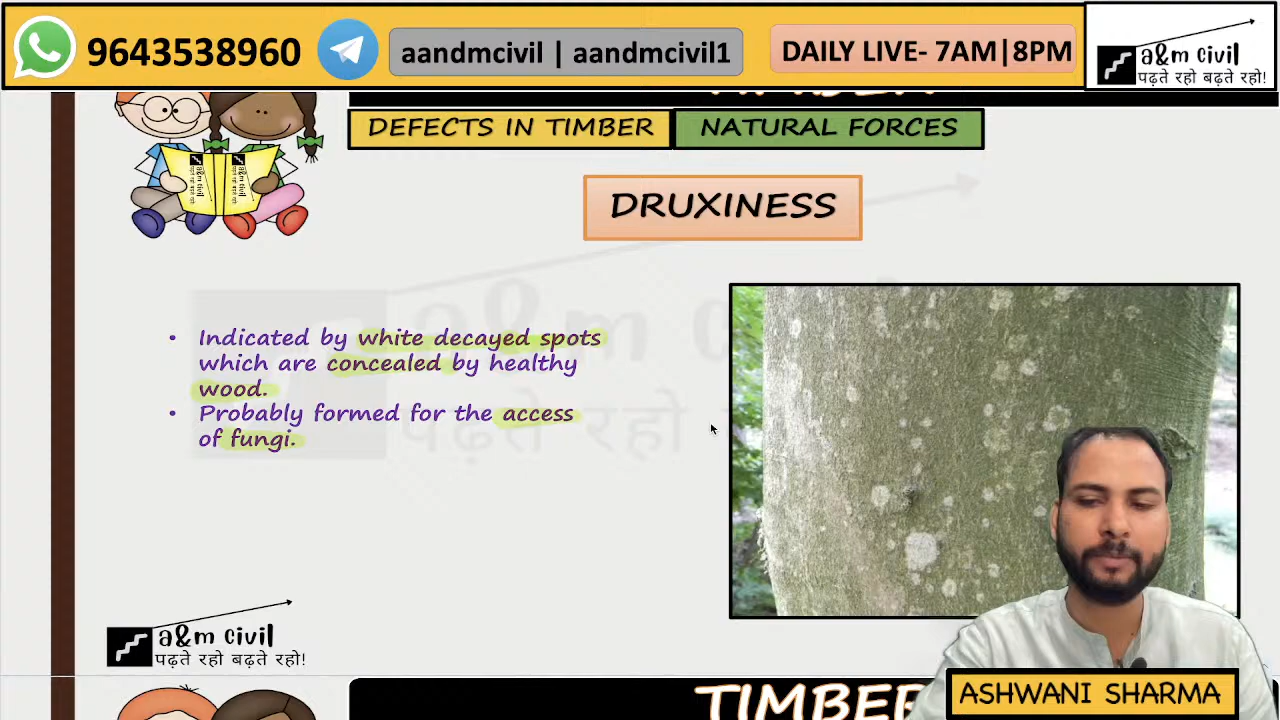 9643538960
aandmcivil | aandmcivil1
DAILY LIVE- 7AM|8PM
a&m civil
पढ़ते रहो बढ़ते रहो!
DEFECTS IN TIMBER
NATURAL FORCES
DRUXINESS
• Indicated by white decayed spots
which are concealed by healthy
wood.
• Probably formed for the access
of fungi.
a&m civil
पढ़ते रहो बढ़ते रहो!
TIMBER
ASHWANI SHARMA